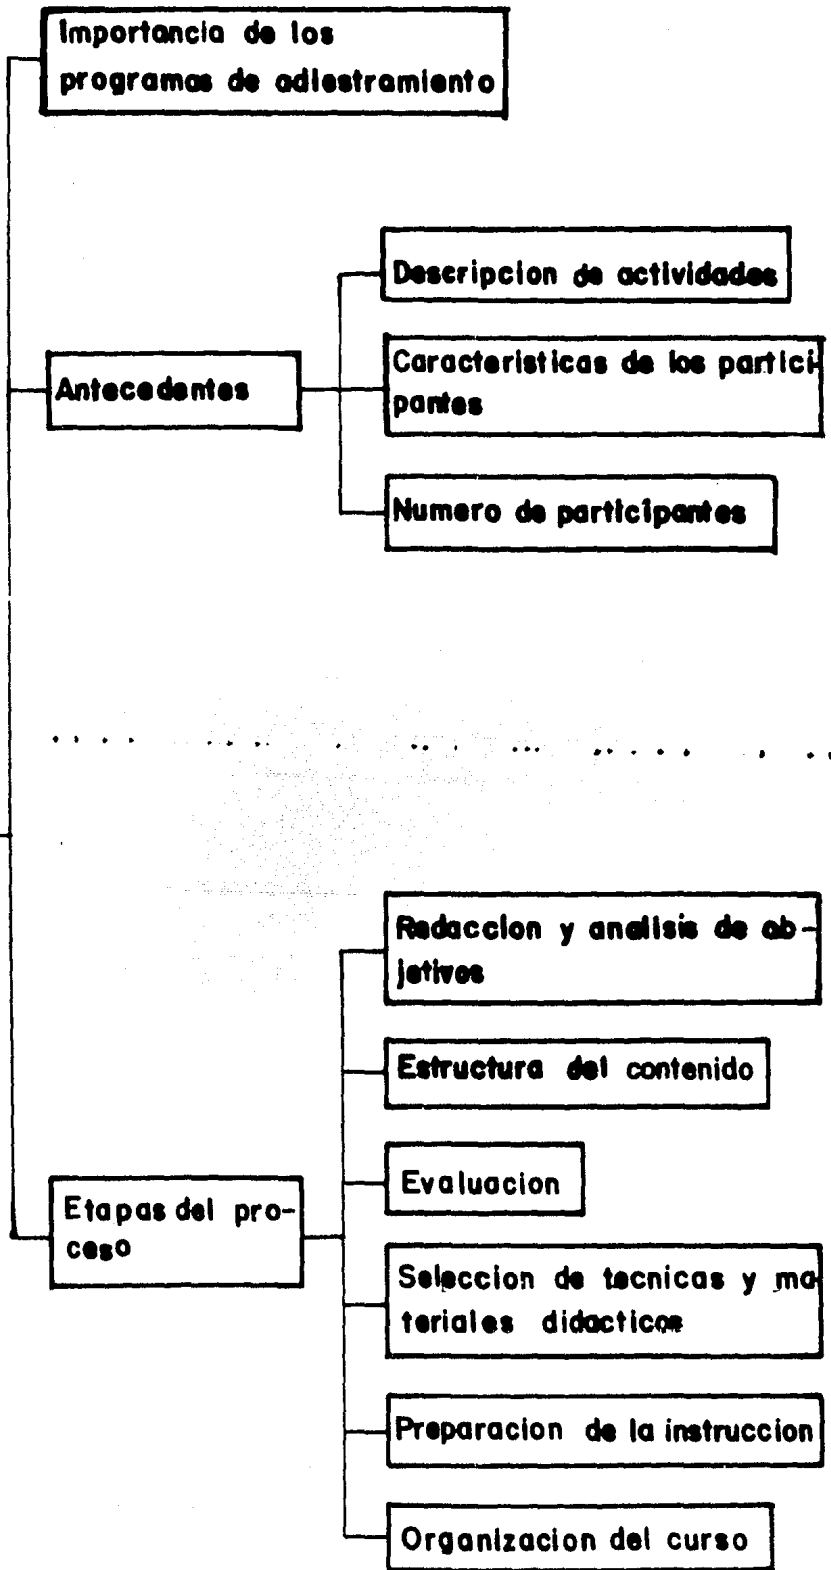 Importancia de los
programas de adiestramiento
Descripcion de actividades
Antecedentes
Caracteristicas de los partici-
pantes
Numero de participantes
Redaccion y analisis de ob-
jetivos
Estructura del contenido
Evaluacion
Etapas del pro-
ceso
Seleccion de tecnicas y ma-
teriales didacticos
Preparacion de la instruccion
Organizacion del curso